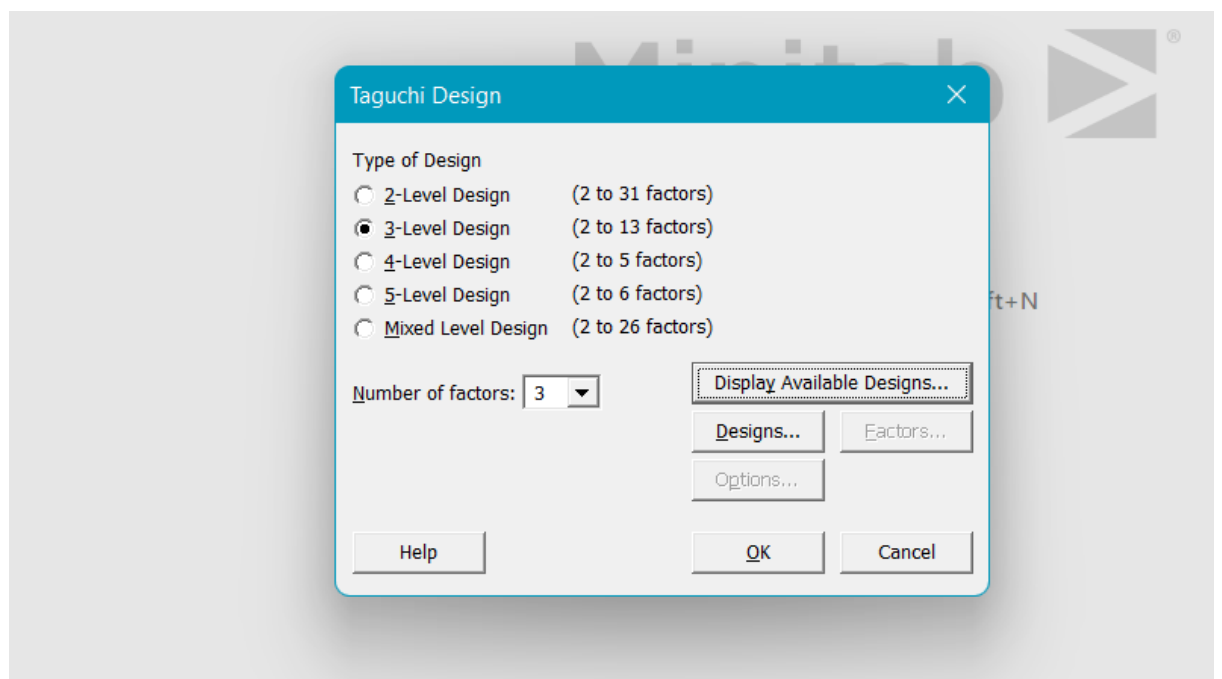 Minitab ®
Taguchi Design
Type of Design
2-Level Design (2 to 31 factors)
3-Level Design (2 to 13 factors)
4-Level Design (2 to 5 factors)
5-Level Design (2 to 6 factors)
Mixed Level Design (2 to 26 factors)
ft+N
Number of factors: 3
Display Available Designs...
Designs... Factors...
Options...
Help OK Cancel